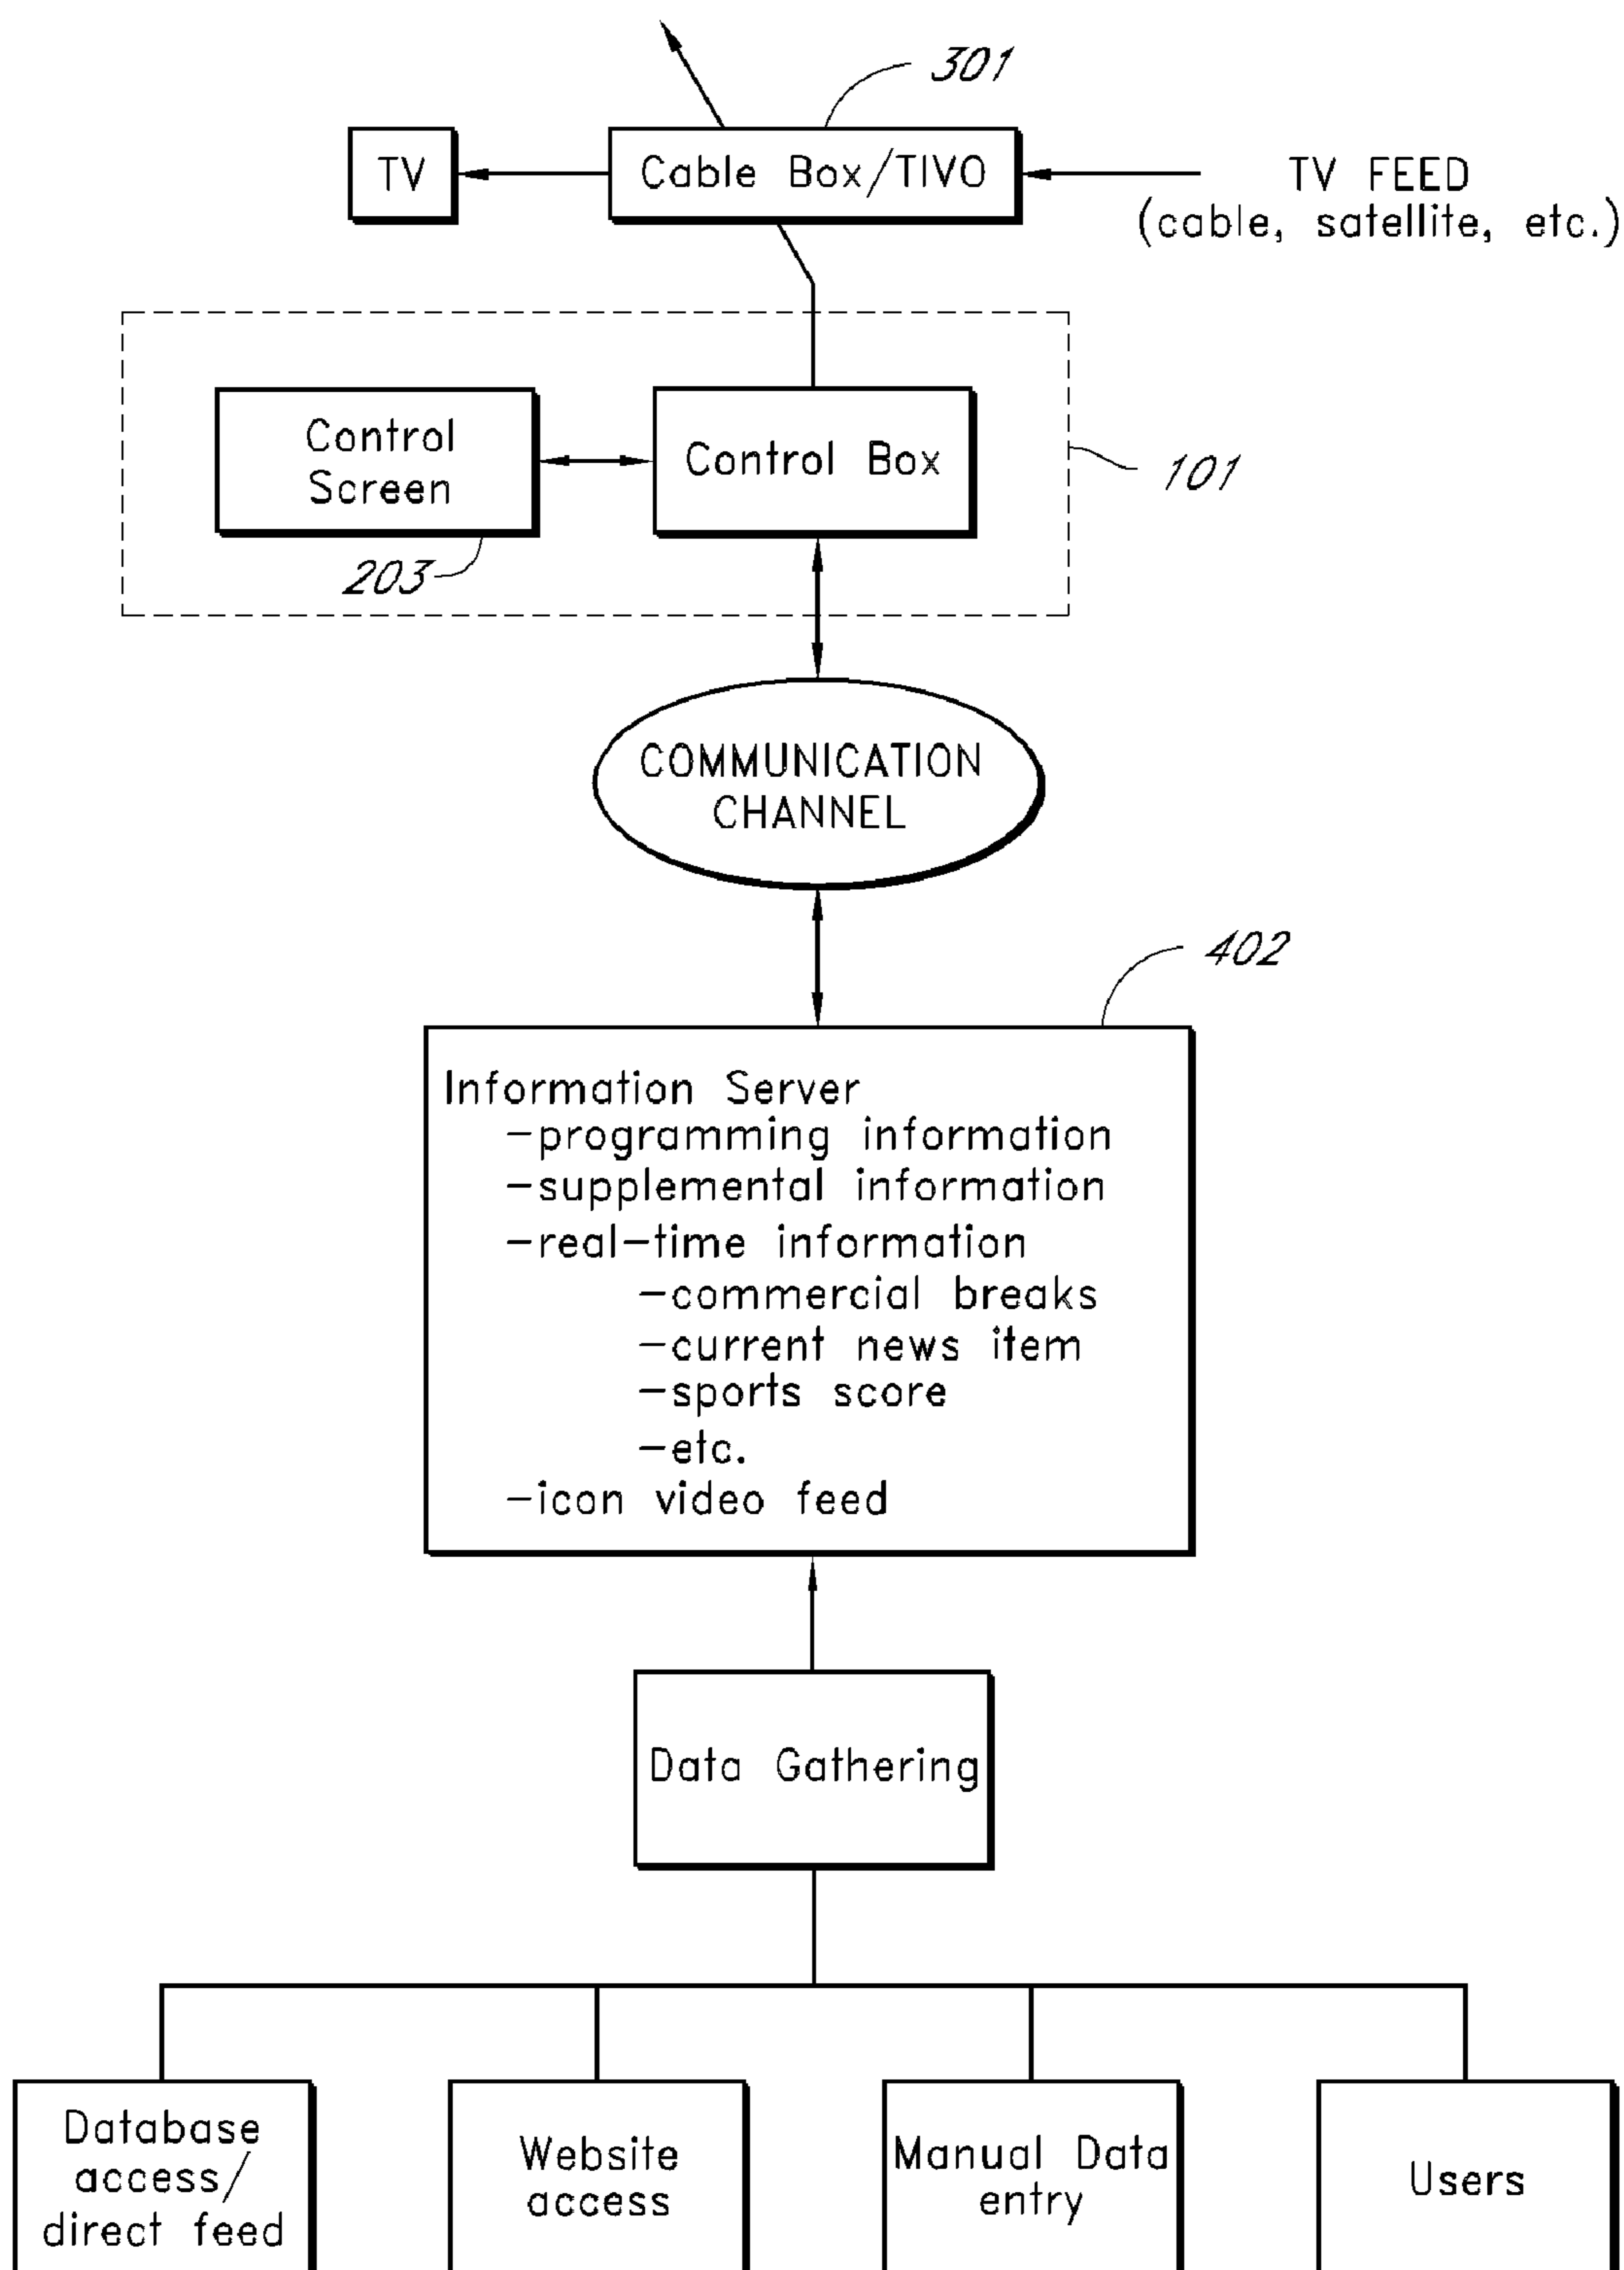 301
TV
Cable Box/TIVO
TV FEED
(cable, satellite, etc.)
Control
Screen
Control Box
101
203
COMMUNICATION
CHANNEL
402
Information Server
-programming information
-supplemental information
-real-time information
-commercial breaks
-current news item
-sports score
-etc.
-icon video feed
Data Gathering
Database
access/
direct feed
Website
access
Manual Data
entry
Users